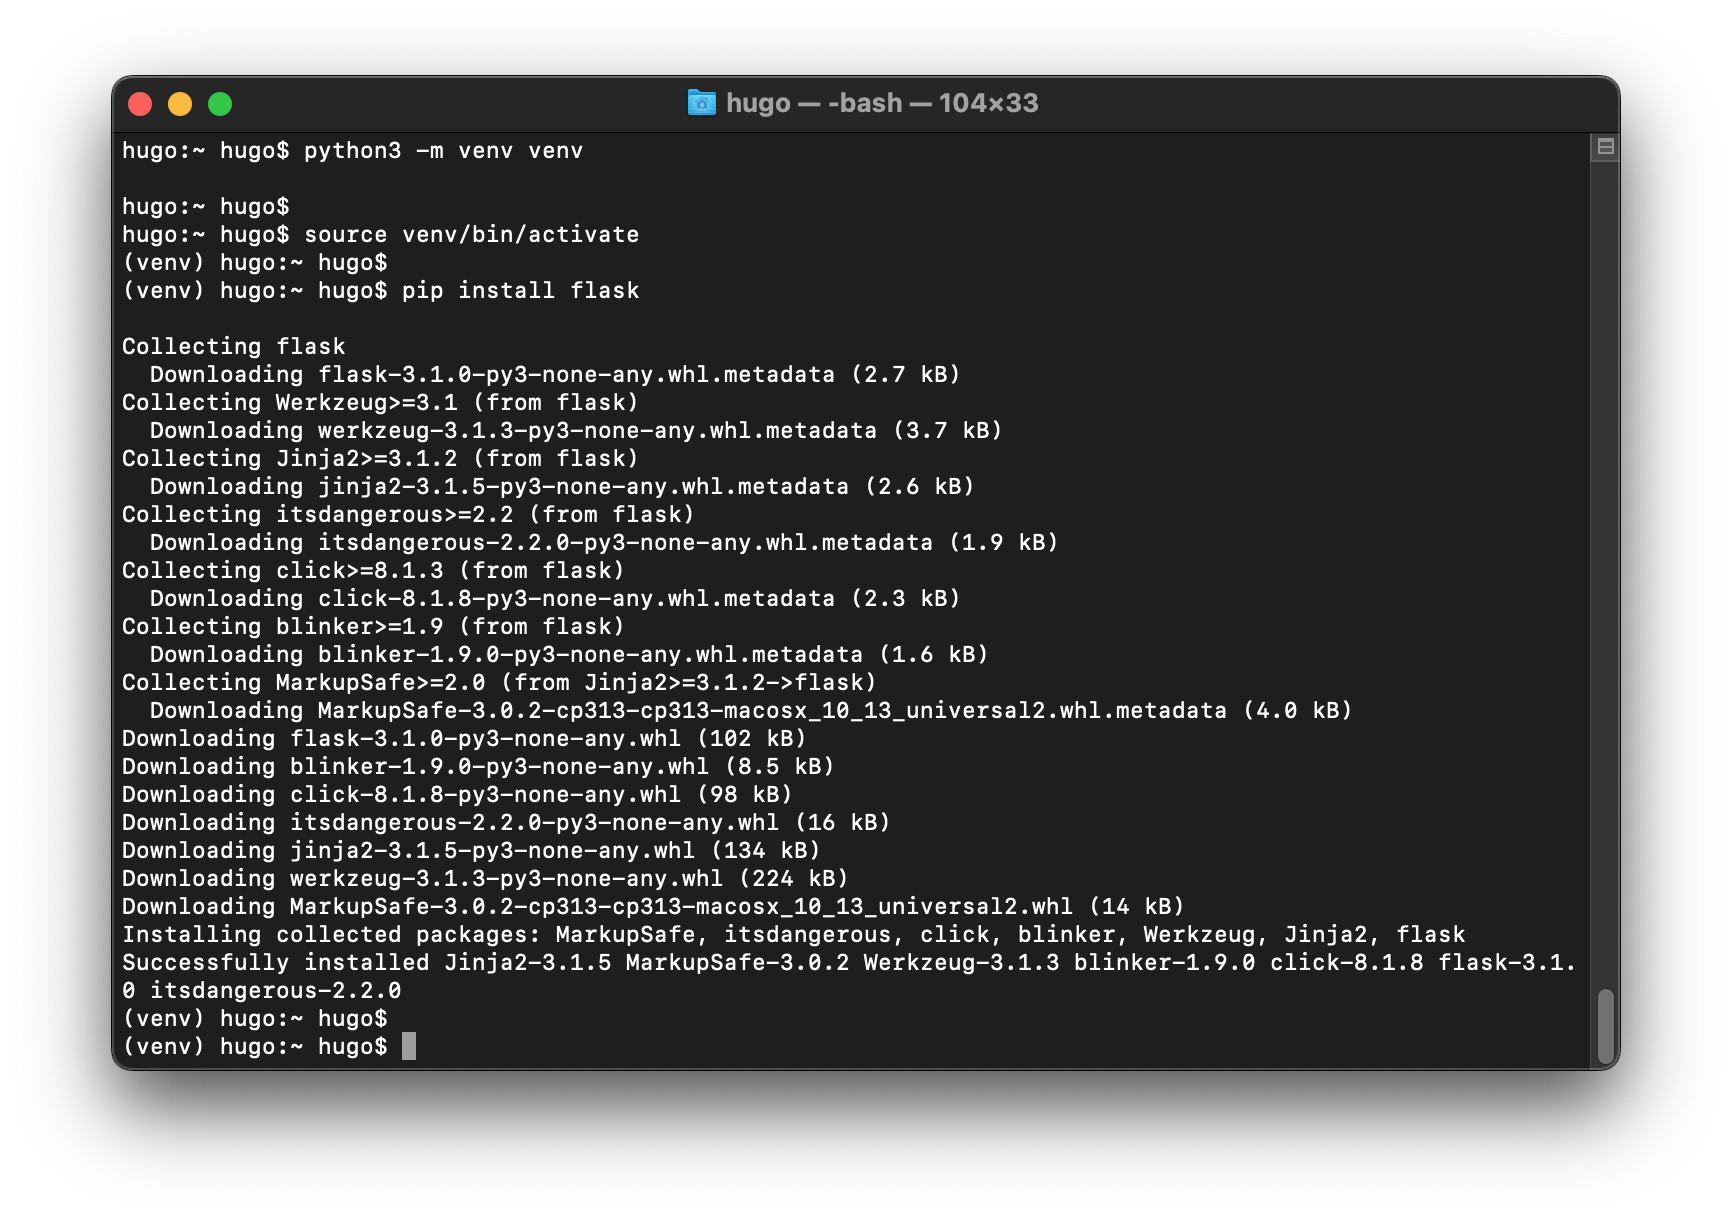 hugo — -bash — 104×33
hugo:~ hugo$ python3 -m venv venv
hugo:~ hugo$
hugo:~ hugo$ source venv/bin/activate
(venv) hugo:~ hugo$
(venv) hugo:~ hugo$ pip install flask
Collecting flask
  Downloading flask-3.1.0-py3-none-any.whl.metadata (2.7 kB)
Collecting Werkzeug>=3.1 (from flask)
  Downloading werkzeug-3.1.3-py3-none-any.whl.metadata (3.7 kB)
Collecting Jinja2>=3.1.2 (from flask)
  Downloading jinja2-3.1.5-py3-none-any.whl.metadata (2.6 kB)
Collecting itsdangerous>=2.2 (from flask)
  Downloading itsdangerous-2.2.0-py3-none-any.whl.metadata (1.9 kB)
Collecting click>=8.1.3 (from flask)
  Downloading click-8.1.8-py3-none-any.whl.metadata (2.3 kB)
Collecting blinker>=1.9 (from flask)
  Downloading blinker-1.9.0-py3-none-any.whl.metadata (1.6 kB)
Collecting MarkupSafe>=2.0 (from Jinja2>=3.1.2->flask)
  Downloading MarkupSafe-3.0.2-cp313-cp313-macosx_10_13_universal2.whl.metadata (4.0 kB)
Downloading flask-3.1.0-py3-none-any.whl (102 kB)
Downloading blinker-1.9.0-py3-none-any.whl (8.5 kB)
Downloading click-8.1.8-py3-none-any.whl (98 kB)
Downloading itsdangerous-2.2.0-py3-none-any.whl (16 kB)
Downloading jinja2-3.1.5-py3-none-any.whl (134 kB)
Downloading werkzeug-3.1.3-py3-none-any.whl (224 kB)
Downloading MarkupSafe-3.0.2-cp313-cp313-macosx_10_13_universal2.whl (14 kB)
Installing collected packages: MarkupSafe, itsdangerous, click, blinker, Werkzeug, Jinja2, flask
Successfully installed Jinja2-3.1.5 MarkupSafe-3.0.2 Werkzeug-3.1.3 blinker-1.9.0 click-8.1.8 flask-3.1.
0 itsdangerous-2.2.0
(venv) hugo:~ hugo$
(venv) hugo:~ hugo$